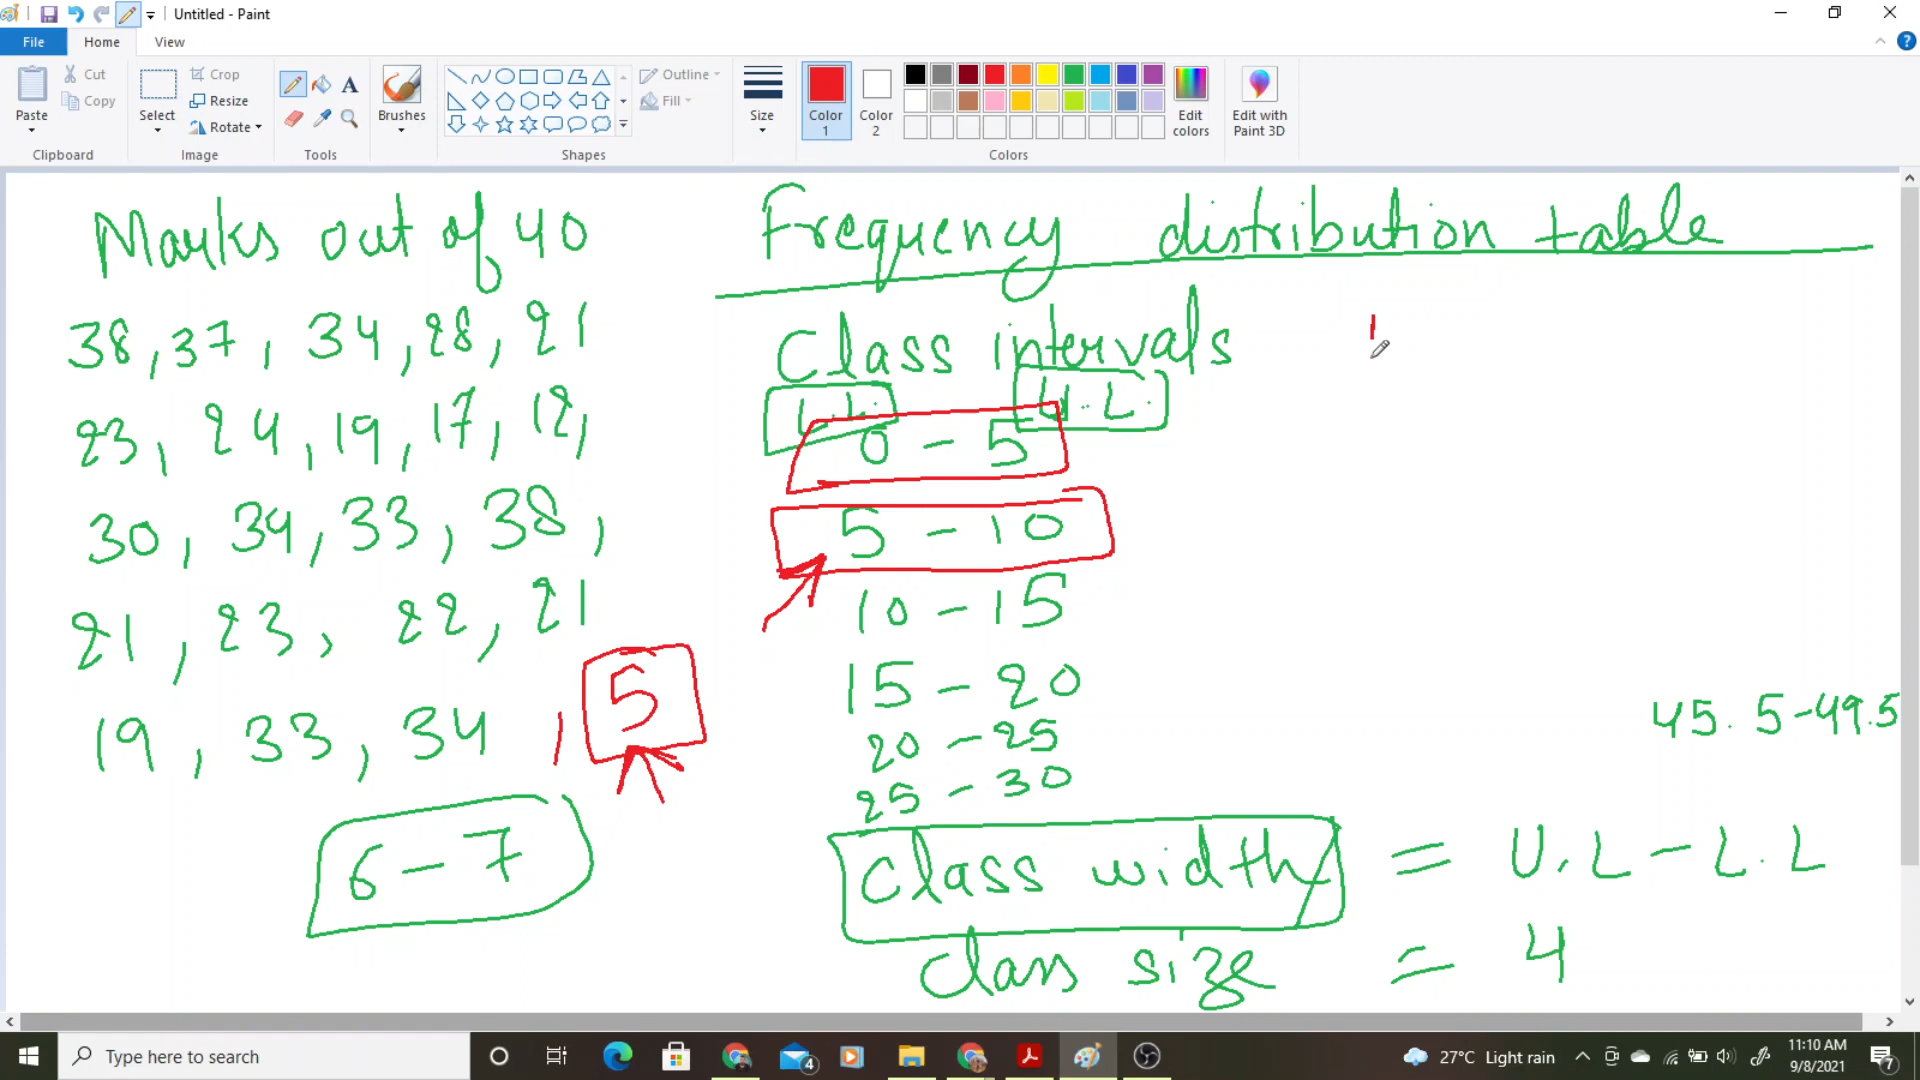 Untitled - Paint
File
Home
View
Paste
Cut
Copy
Clipboard
Select
Crop
Resize
Rotate
Image
A
Tools
Brushes
Shapes
Outline
Fill
Size
Color 1
Color 2
Edit colors
Colors
Edit with Paint 3D
Marks out of 40
38, 37, 34, 28, 21
23, 24, 19, 17, 12,
30, 34, 33, 38,
21, 23, 22, 21
19, 33, 34, 5
6 - 7
Frequency distribution table
Class intervals
L.L. U.L.
0 - 5
5 - 10
10 - 15
15 - 20
20 - 25
25 - 30
45.5-49.5
Class width = U.L - L.L
Class size = 4
Type here to search
4
27°C Light rain
11:10 AM
9/8/2021
7